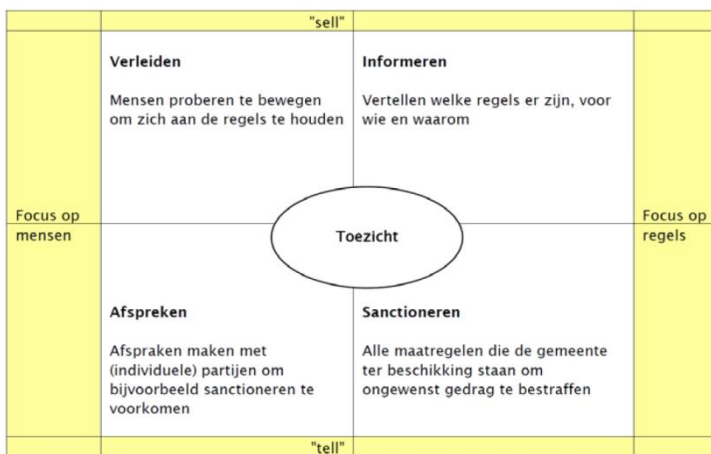 "sell"
Verleiden
Mensen proberen te bewegen
om zich aan de regels te houden
Informeren
Vertellen welke regels er zijn, voor
wie en waarom
Focus op
mensen
Toezicht
Focus op
regels
Afspreken
Afspraken maken met
(individuele) partijen om
bijvoorbeeld sanctioneren te
voorkomen
Sanctioneren
Alle maatregelen die de gemeente
ter beschikking staan om
ongewenst gedrag te bestraffen
"tell"